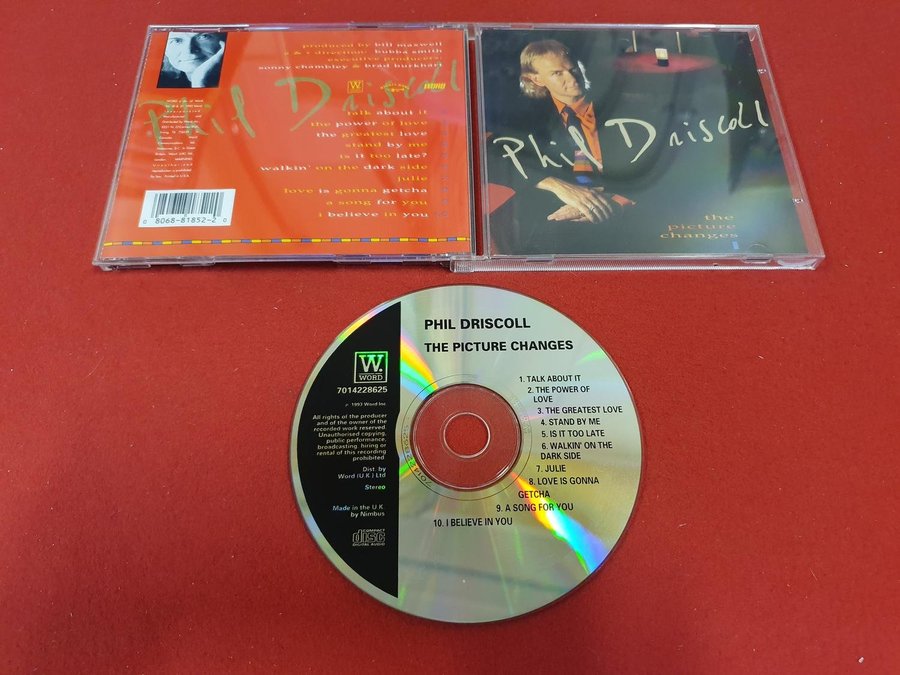 produced by bill maxwell
a & r direction: bubba smith
executive producers:
sonny chambley & brad burkhart
W.
WORD
Phil Driscoll
talk about it
the power of love
the greatest love
stand by me
is it too late?
walkin' on the dark side
julie
love is gonna getcha
a song for you
i believe in you
0 8068-81852-2 0
Phil Driscoll
the
picture
changes
PHIL DRISCOLL
THE PICTURE CHANGES
W.
WORD
7014228625
℗ 1993 Word Inc.
All rights of the producer
and of the owner of the
recorded work reserved.
Unauthorised copying,
public performance,
broadcasting, hiring or
rental of this recording
prohibited.
Dist. by
Word (U.K.) Ltd
Stereo
Made in the U.K.
by Nimbus
COMPACT
disc
DIGITAL AUDIO
1. TALK ABOUT IT
2. THE POWER OF
LOVE
3. THE GREATEST LOVE
4. STAND BY ME
5. IS IT TOO LATE
6. WALKIN' ON THE
DARK SIDE
7. JULIE
8. LOVE IS GONNA
GETCHA
9. A SONG FOR YOU
10. I BELIEVE IN YOU